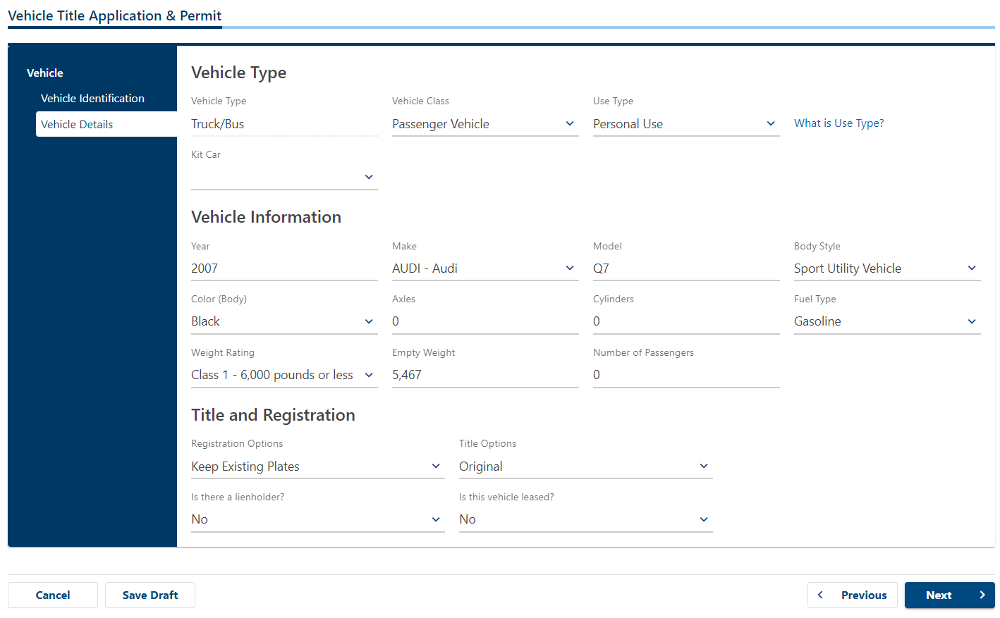 Vehicle Title Application & Permit
Vehicle
Vehicle Identification
Vehicle Details
Vehicle Type
Vehicle Type
Vehicle Class
Use Type
Truck/Bus
Passenger Vehicle
Personal Use
What is Use Type?
Kit Car
Vehicle Information
Year
Make
Model
Body Style
2007
AUDI - Audi
Q7
Sport Utility Vehicle
Color (Body)
Axles
Cylinders
Fuel Type
Black
0
0
Gasoline
Weight Rating
Empty Weight
Number of Passengers
Class 1 - 6,000 pounds or less
5,467
0
Title and Registration
Registration Options
Title Options
Keep Existing Plates
Original
Is there a lienholder?
Is this vehicle leased?
No
No
Cancel
Save Draft
Previous
Next